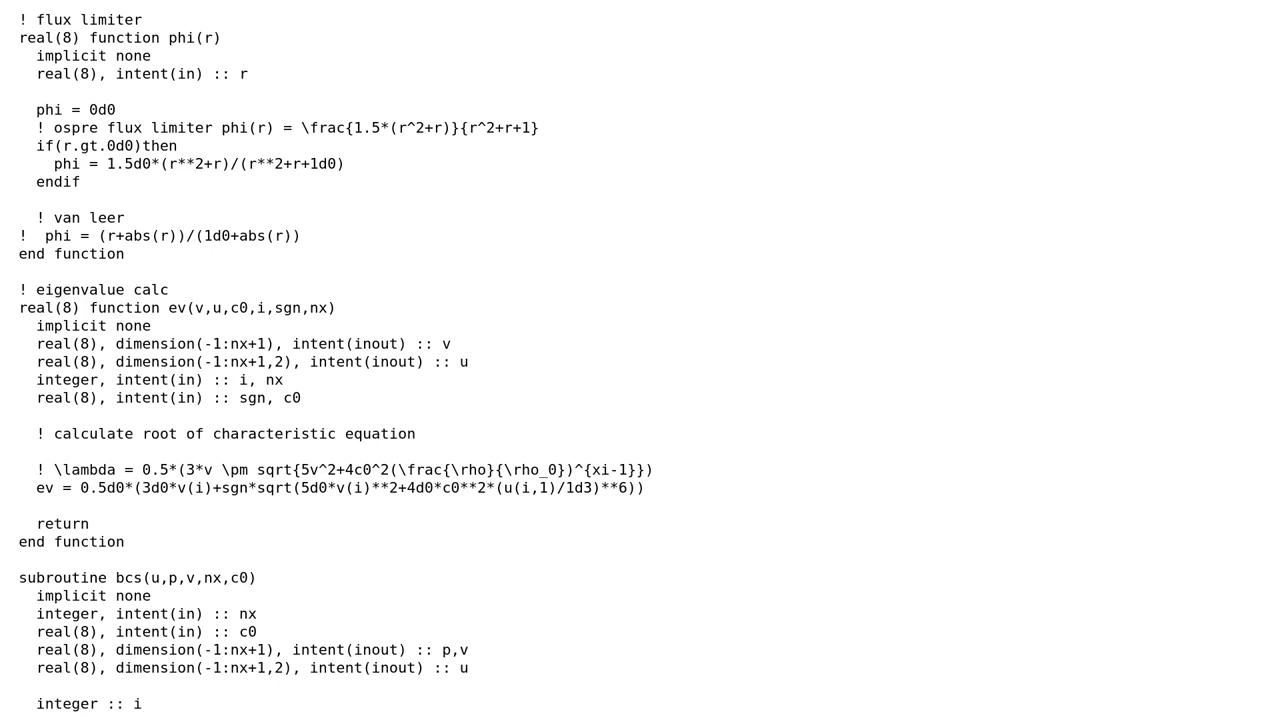 ! flux limiter
real(8) function phi(r)
  implicit none
  real(8), intent(in) :: r

  phi = 0d0
  ! ospre flux limiter phi(r) = \frac{1.5*(r^2+r)}{r^2+r+1}
  if(r.gt.0d0)then
    phi = 1.5d0*(r**2+r)/(r**2+r+1d0)
  endif

  ! van leer
!  phi = (r+abs(r))/(1d0+abs(r))
end function

! eigenvalue calc
real(8) function ev(v,u,c0,i,sgn,nx)
  implicit none
  real(8), dimension(-1:nx+1), intent(inout) :: v
  real(8), dimension(-1:nx+1,2), intent(inout) :: u
  integer, intent(in) :: i, nx
  real(8), intent(in) :: sgn, c0

  ! calculate root of characteristic equation

  ! \lambda = 0.5*(3*v \pm sqrt{5v^2+4c0^2(\frac{\rho}{\rho_0})^{xi-1}})
  ev = 0.5d0*(3d0*v(i)+sgn*sqrt(5d0*v(i)**2+4d0*c0**2*(u(i,1)/1d3)**6))

  return
end function

subroutine bcs(u,p,v,nx,c0)
  implicit none
  integer, intent(in) :: nx
  real(8), intent(in) :: c0
  real(8), dimension(-1:nx+1), intent(inout) :: p,v
  real(8), dimension(-1:nx+1,2), intent(inout) :: u

  integer :: i